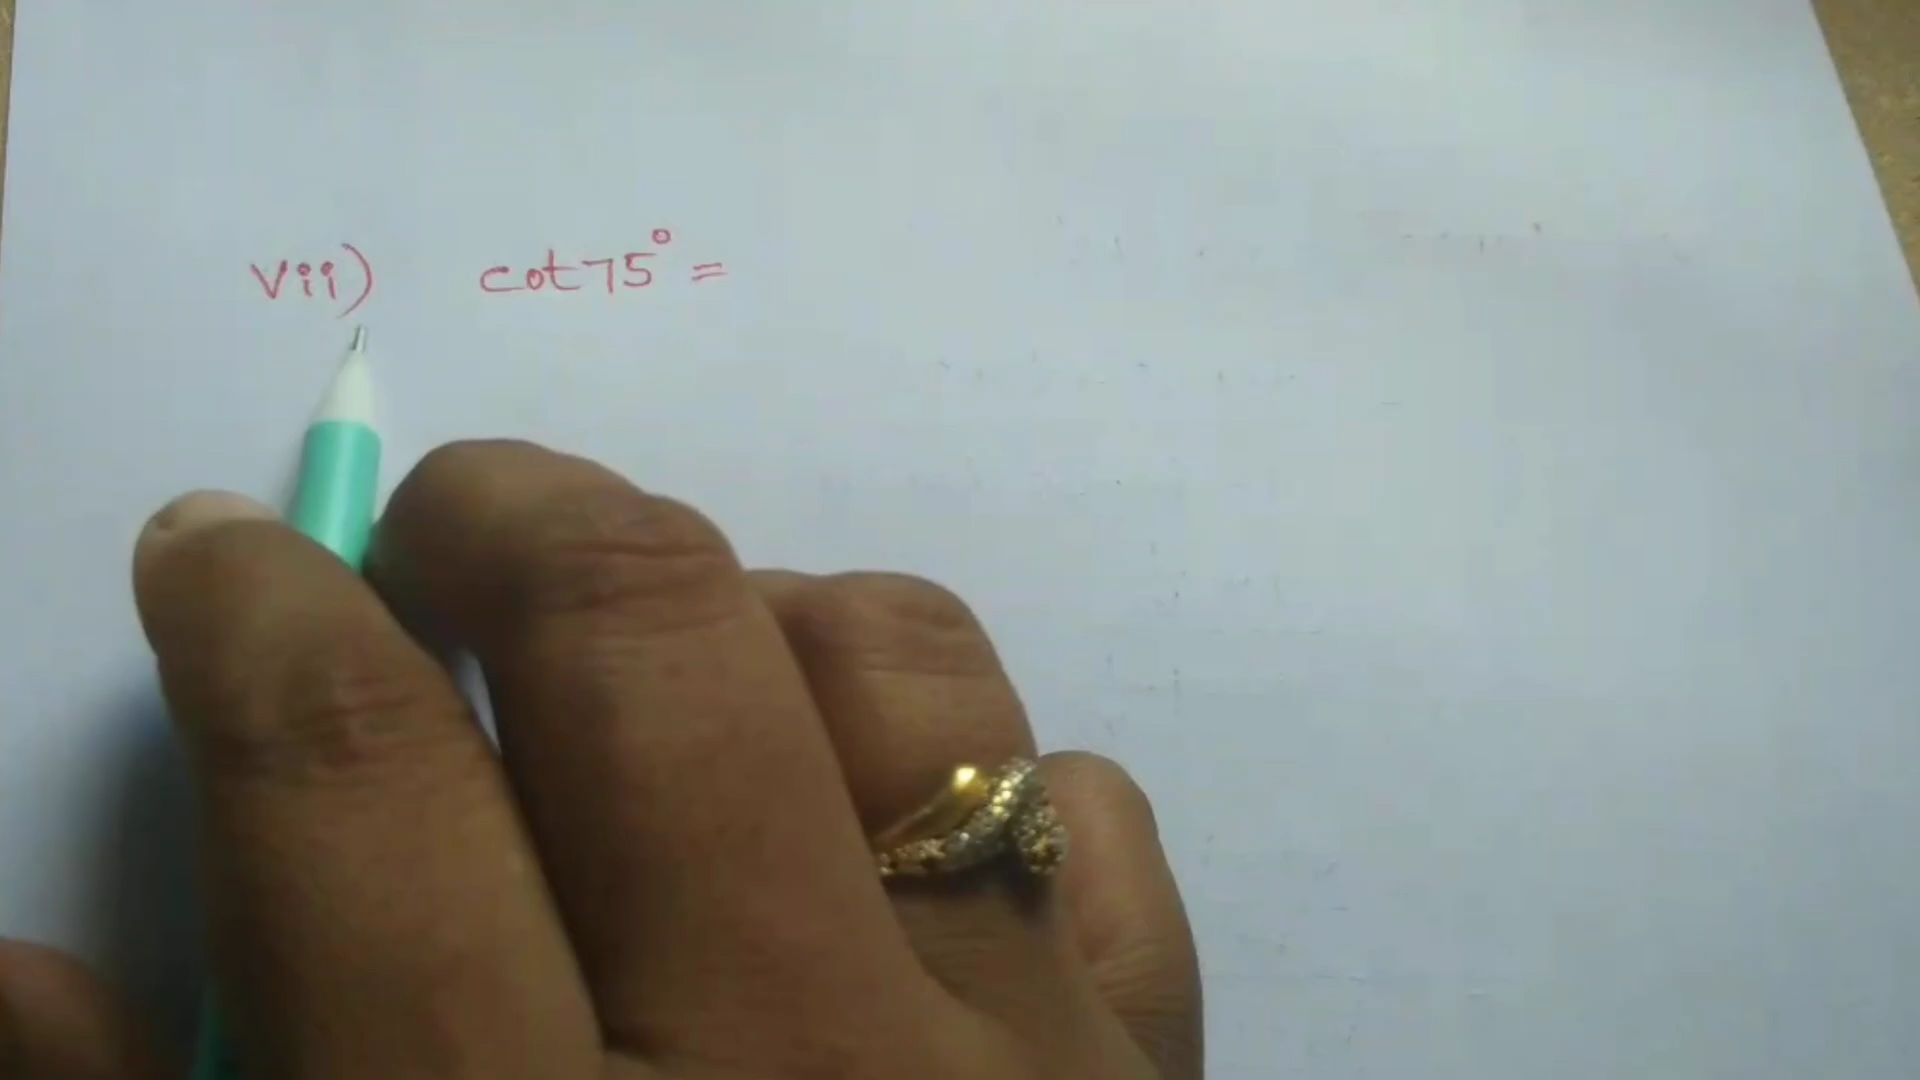 vii) cot 75° =